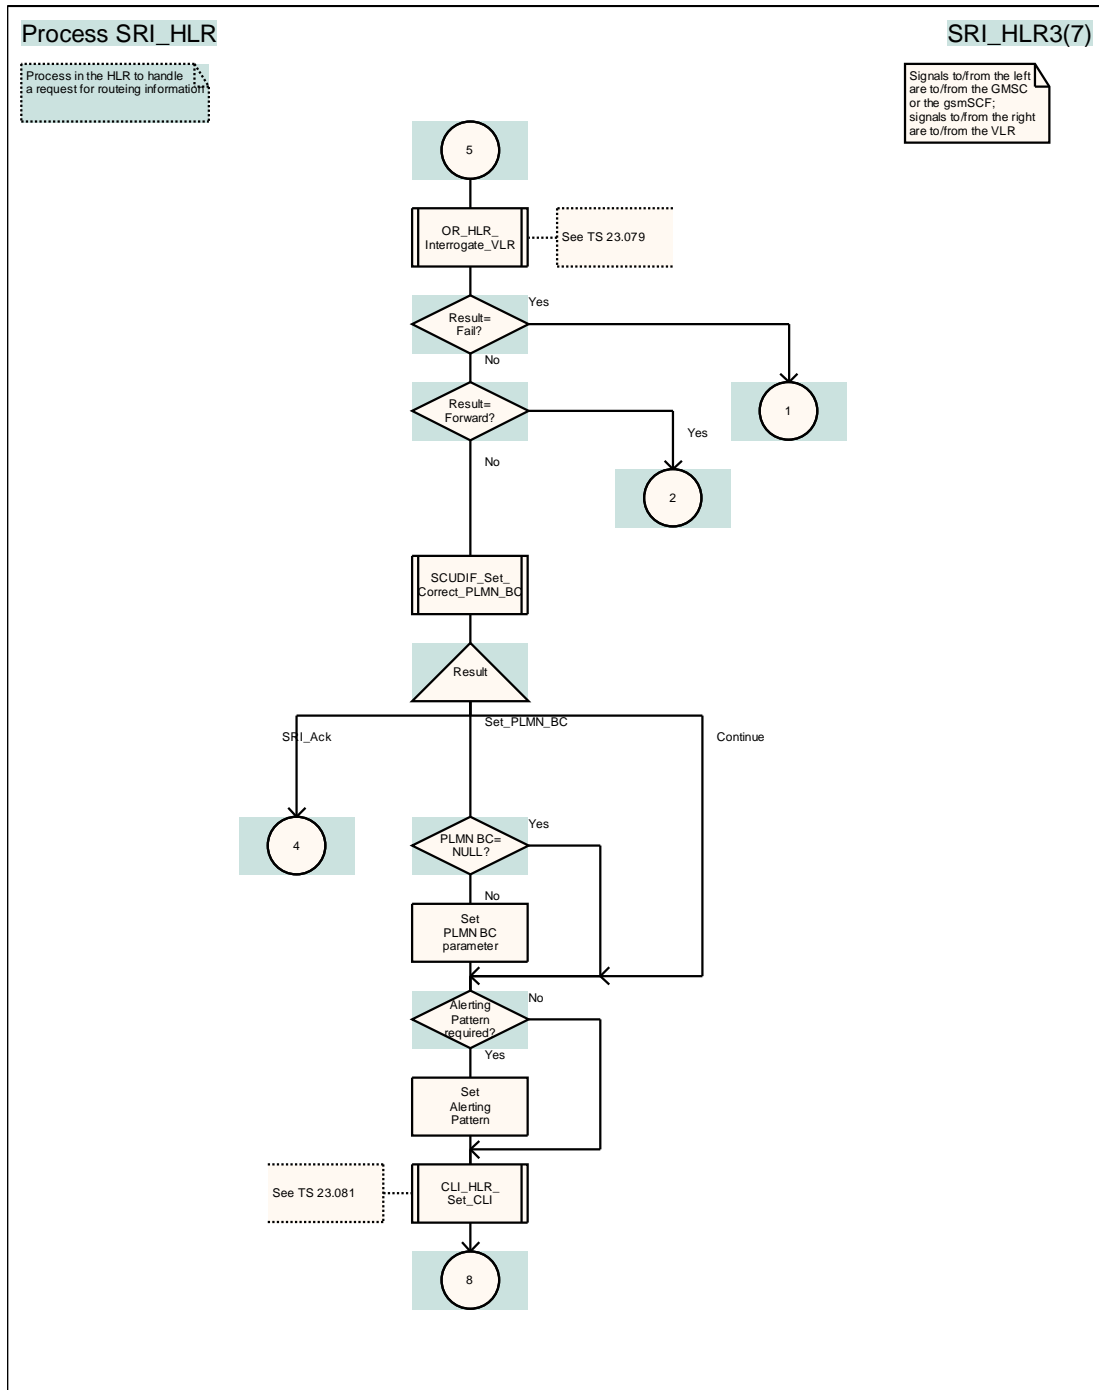 Process SRI_HLR
SRI_HLR3(7)
Process in the HLR to handle
a request for routeing information
Signals to/from the left
are to/from the GMSC
or the gsmSCF;
signals to/from the right
are to/from the VLR
5
OR_HLR_
Interrogate_VLR
See TS 23.079
Yes
Result=
Fail?
No
Result=
Forward?
1
Yes
No
2
SCUDIF_Set_
Correct_PLMN_BC
Result
Set_PLMN_BC
SRI_Ack
Continue
Yes
4
PLMN BC=
NULL?
No
Set
PLMN BC
parameter
No
Alerting
Pattern
required?
Yes
Set
Alerting
Pattern
See TS 23.081
CLI_HLR_
Set_CLI
8